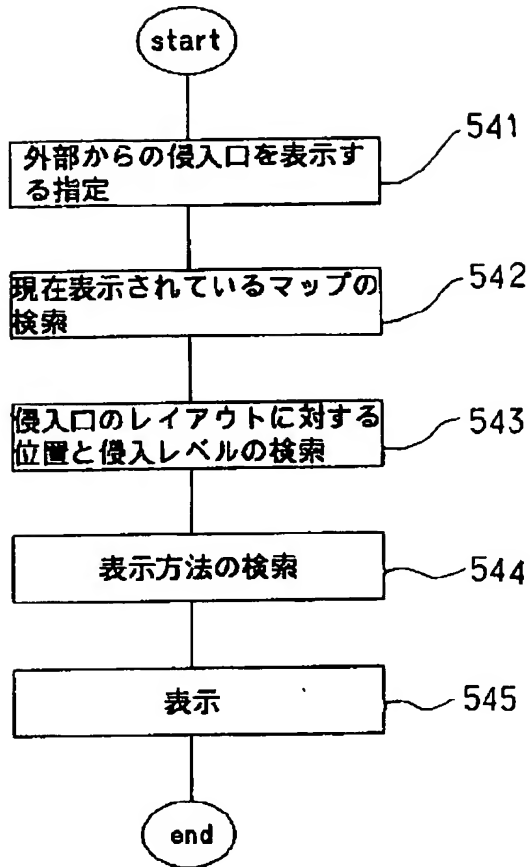 start
541
外部からの侵入口を表示す
る指定
542
現在表示されているマップの
検索
543
侵入口のレイアウトに対する
位置と侵入レベルの検索
表示方法の検索
544
表示
545
end